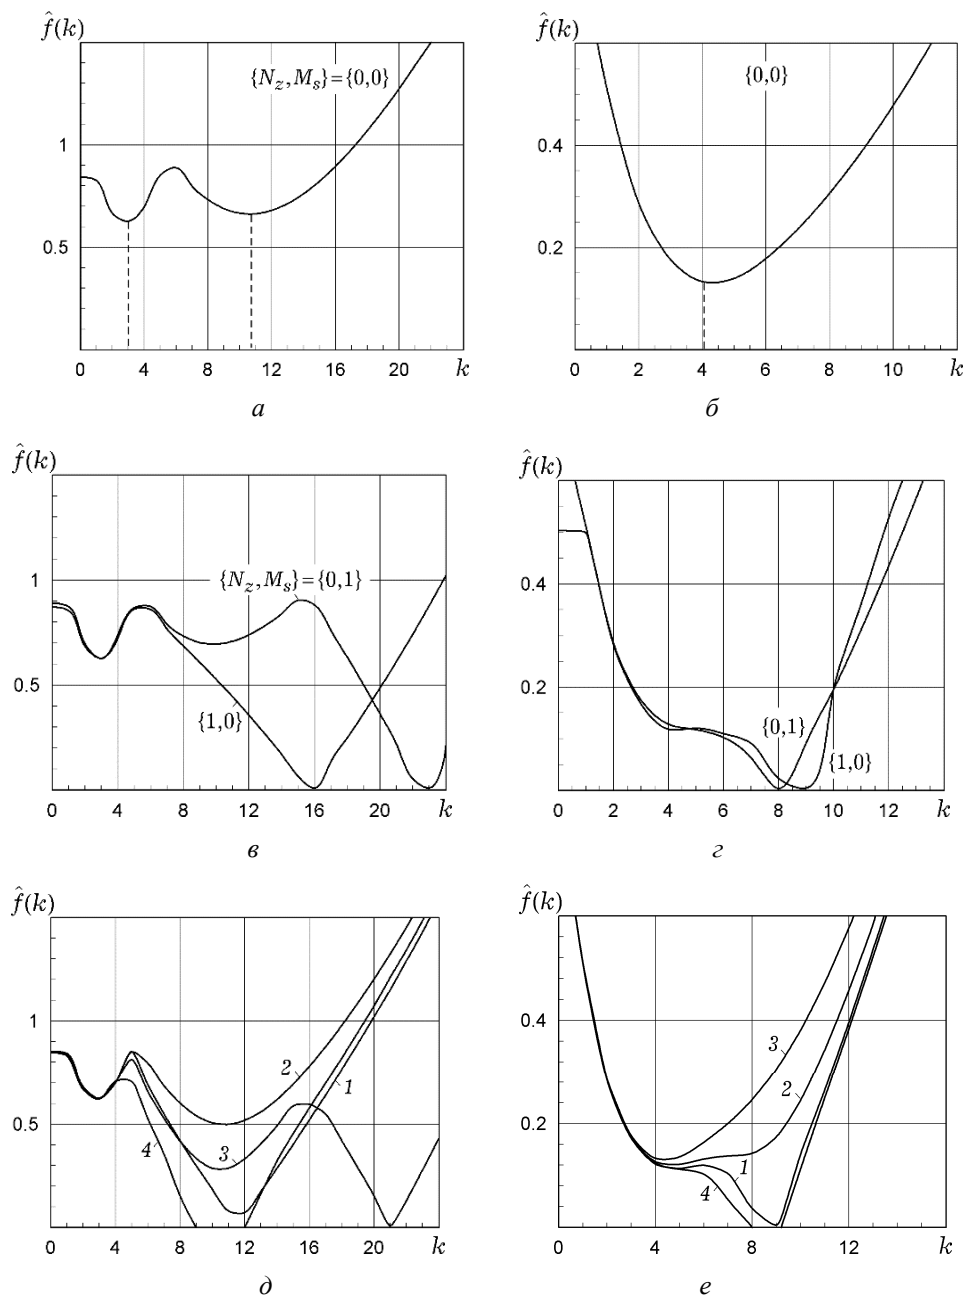 f̂(k)
{N_z, M_s}={0,0}
1
0.5
0 4 8 12 16 20 k
а
f̂(k)
{0,0}
0.4
0.2
0 2 4 6 8 10 k
б
f̂(k)
1
{N_z, M_s}={0,1}
0.5
{1,0}
0 4 8 12 16 20 k
в
f̂(k)
0.4
0.2
{0,1}
{1,0}
0 2 4 6 8 10 12 k
г
f̂(k)
1
2
1
0.5
4
3
0 4 8 12 16 20 k
д
f̂(k)
0.4
3
2
0.2
1
4
0 4 8 12 k
е